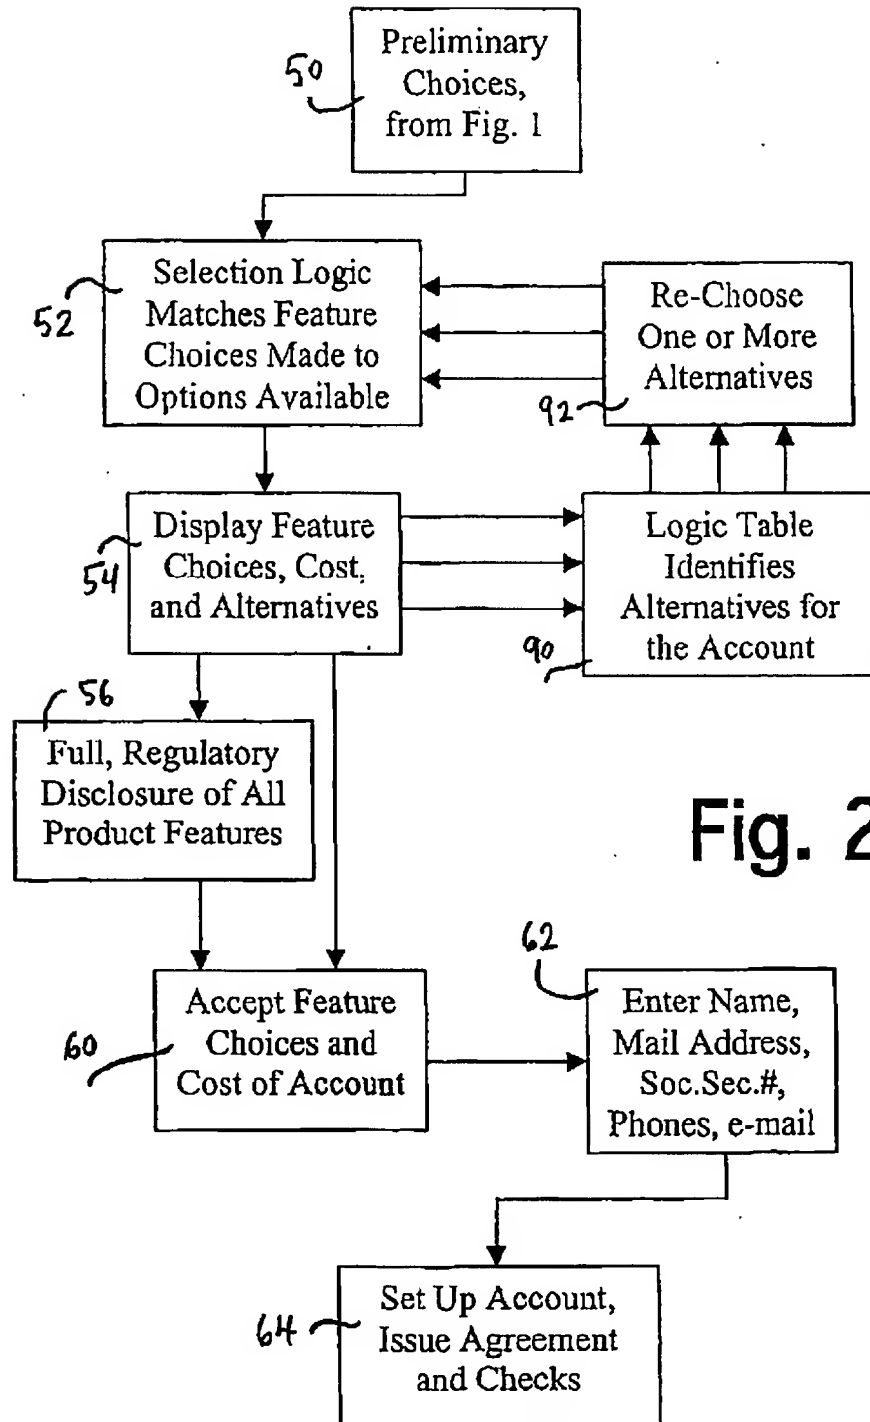 50
Preliminary
Choices,
from Fig. 1
52
Selection Logic
Matches Feature
Choices Made to
Options Available
92
Re-Choose
One or More
Alternatives
54
Display Feature
Choices, Cost,
and Alternatives
90
Logic Table
Identifies
Alternatives for
the Account
56
Full, Regulatory
Disclosure of All
Product Features
Fig. 2
60
Accept Feature
Choices and
Cost of Account
62
Enter Name,
Mail Address,
Soc.Sec.#,
Phones, e-mail
64
Set Up Account,
Issue Agreement
and Checks